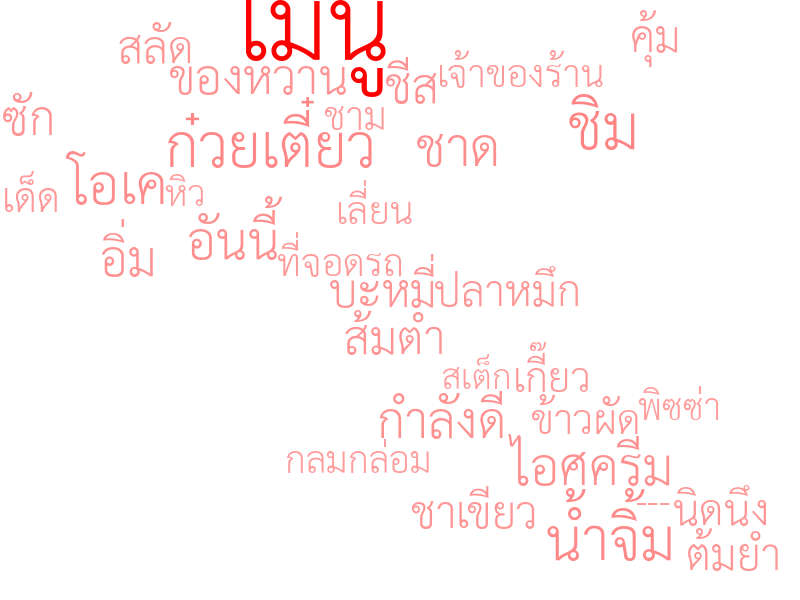 เมนู
สลัด
คุ้ม
ของหวาน
ชีส
เจ้าของร้าน
ซัก
ชาม
ชิม
ก๋วยเตี๋ยว
ชาด
โอเค
หิว
เด็ด
เลี่ยน
อันนี้
อิ่ม
ที่จอดรถ
บะหมี่
ปลาหมึก
ส้มตำ
สเต็ก
เกี๊ยว
พิซซ่า
กำลังดี
ข้าวผัด
กลมกล่อม
ไอศครีม
ชาเขียว
---
นิดนึง
น้ำจิ้ม
ต้มยำ